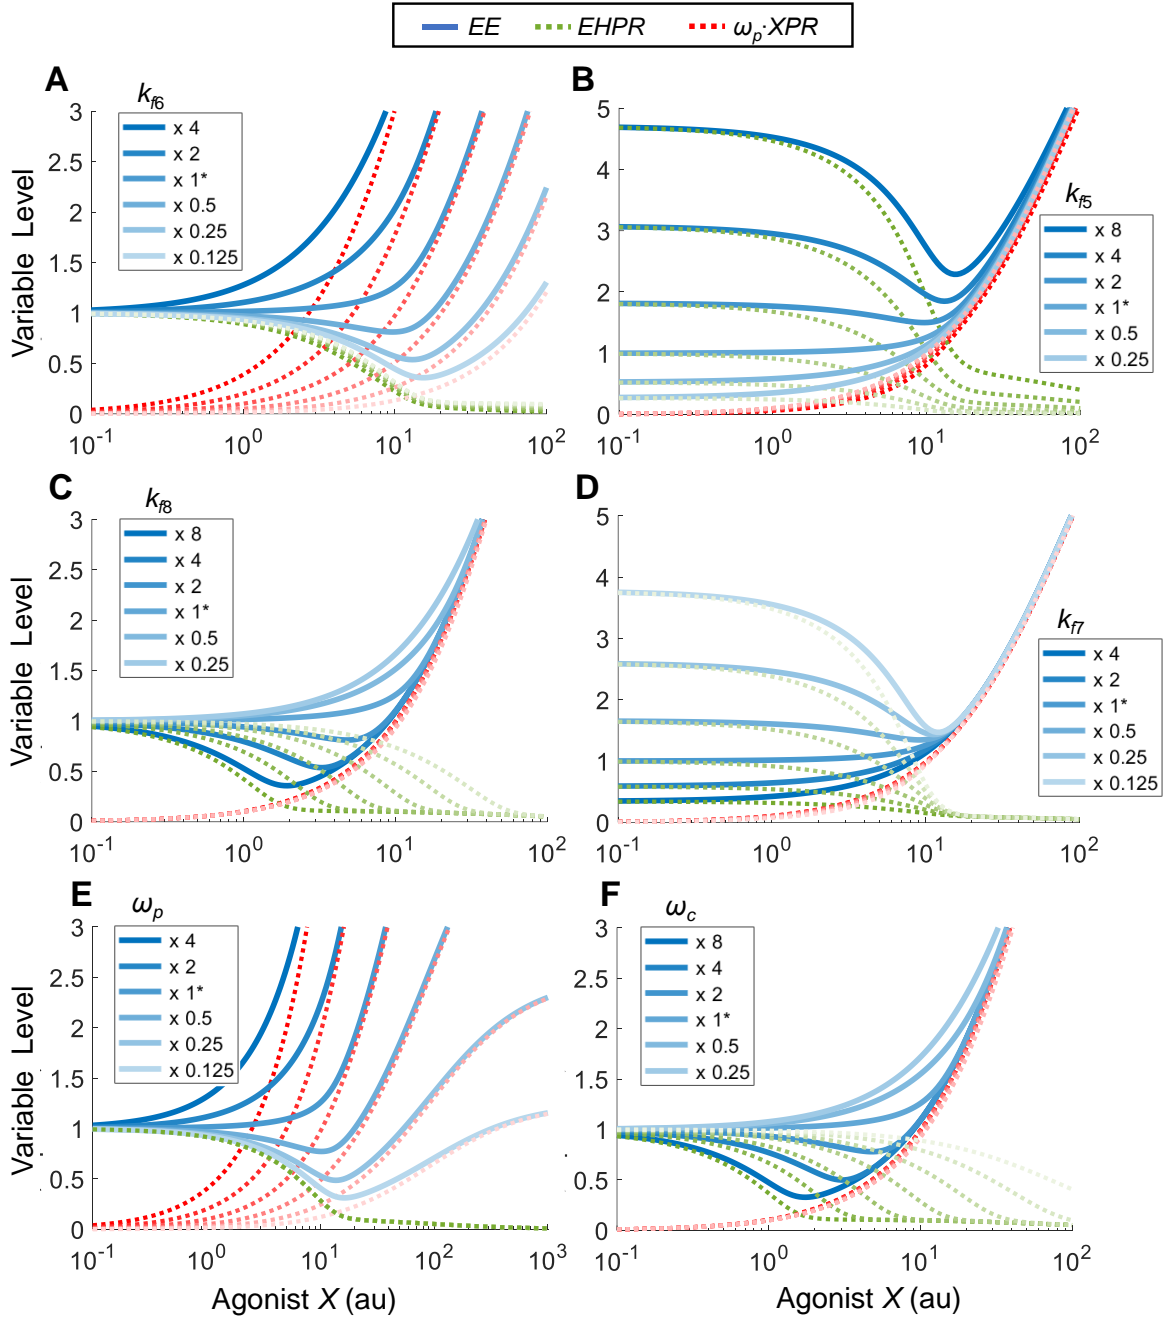 EE EHPR ωp·XPR
A
kf6
x 4
x 2
x 1*
x 0.5
x 0.25
x 0.125
Variable Level
3
2.5
2
1.5
1
0.5
0
10-1 100 101 102
B
kf5
x 8
x 4
x 2
x 1*
x 0.5
x 0.25
5
4
3
2
1
0
10-1 100 101 102
C
kf8
x 8
x 4
x 2
x 1*
x 0.5
x 0.25
Variable Level
3
2.5
2
1.5
1
0.5
0
10-1 100 101 102
D
kf7
x 4
x 2
x 1*
x 0.5
x 0.25
x 0.125
5
4
3
2
1
0
10-1 100 101 102
E
ωp
x 4
x 2
x 1*
x 0.5
x 0.25
x 0.125
Variable Level
3
2.5
2
1.5
1
0.5
0
10-1 100 101 102 103
Agonist X (au)
F
ωc
x 8
x 4
x 2
x 1*
x 0.5
x 0.25
3
2.5
2
1.5
1
0.5
0
10-1 100 101 102
Agonist X (au)